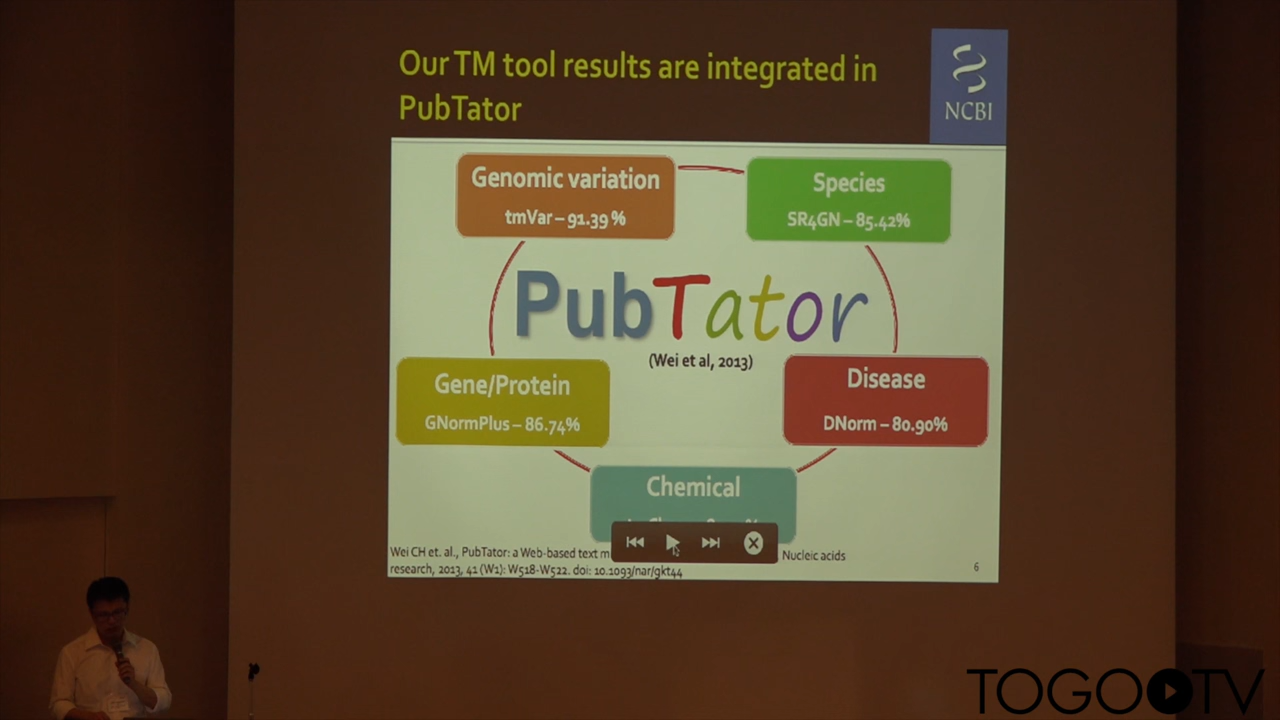 Our TM tool results are integrated in
PubTator
NCBI
Genomic variation
tmVar – 91.39 %
Species
SR4GN – 85.42%
PubTator
(Wei et al, 2013)
Gene/Protein
GNormPlus – 86.74%
Disease
DNorm – 80.90%
Chemical
Wei CH et. al., PubTator: a Web-based text Nucleic acids
research, 2013, 41 (W1): W518-W522. doi: 10.1093/nar/gkt44
6
TOGO TV